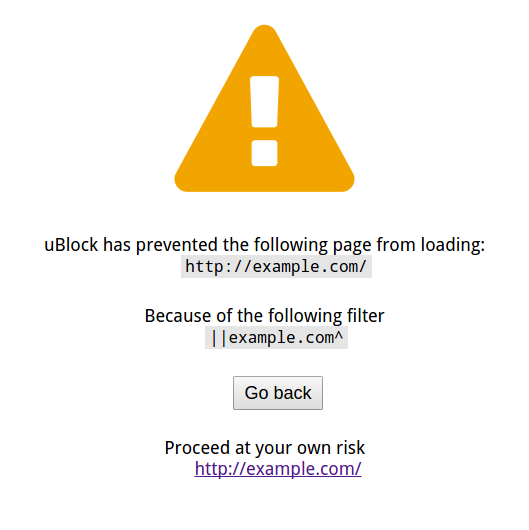 uBlock has prevented the following page from loading:
http://example.com/
Because of the following filter
||example.com^
Go back
Proceed at your own risk
http://example.com/